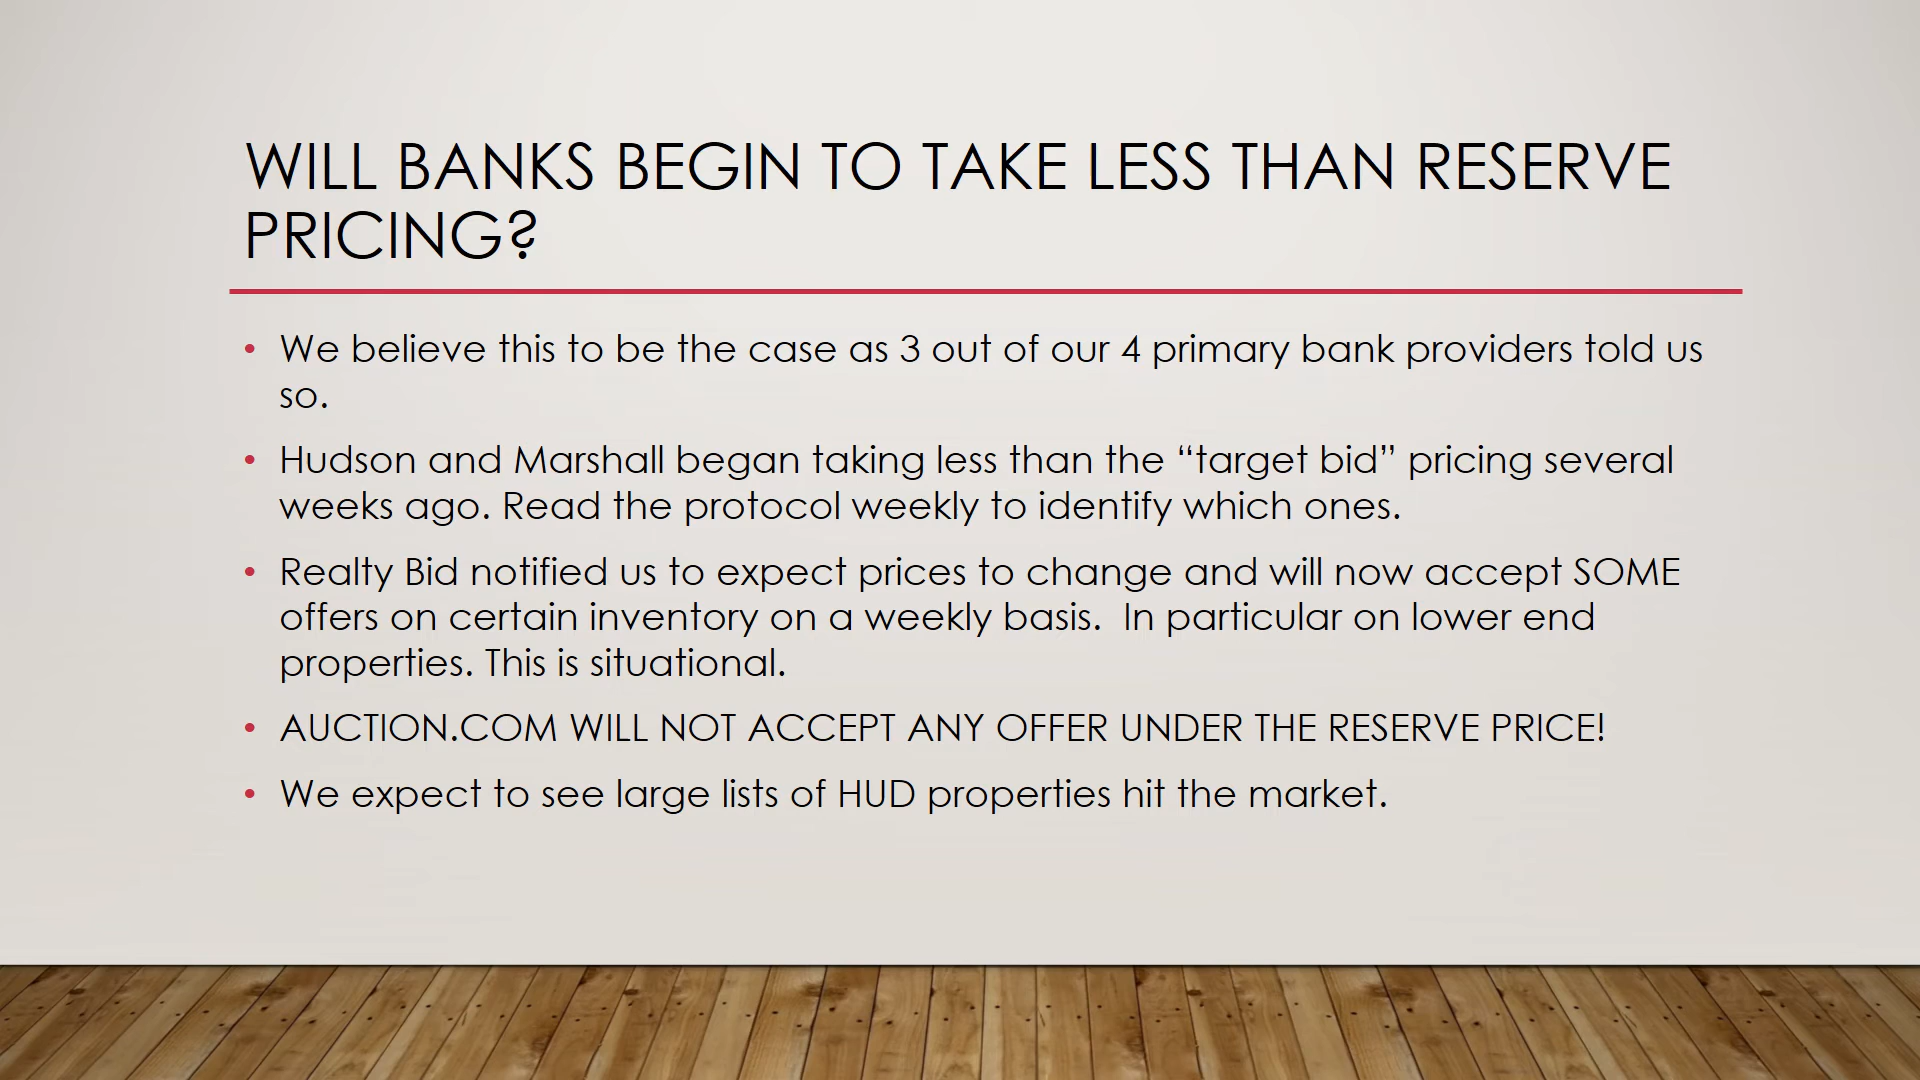 WILL BANKS BEGIN TO TAKE LESS THAN RESERVE
PRICING?
• We believe this to be the case as 3 out of our 4 primary bank providers told us
so.
• Hudson and Marshall began taking less than the “target bid” pricing several
weeks ago. Read the protocol weekly to identify which ones.
• Realty Bid notified us to expect prices to change and will now accept SOME
offers on certain inventory on a weekly basis.  In particular on lower end
properties. This is situational.
• AUCTION.COM WILL NOT ACCEPT ANY OFFER UNDER THE RESERVE PRICE!
• We expect to see large lists of HUD properties hit the market.